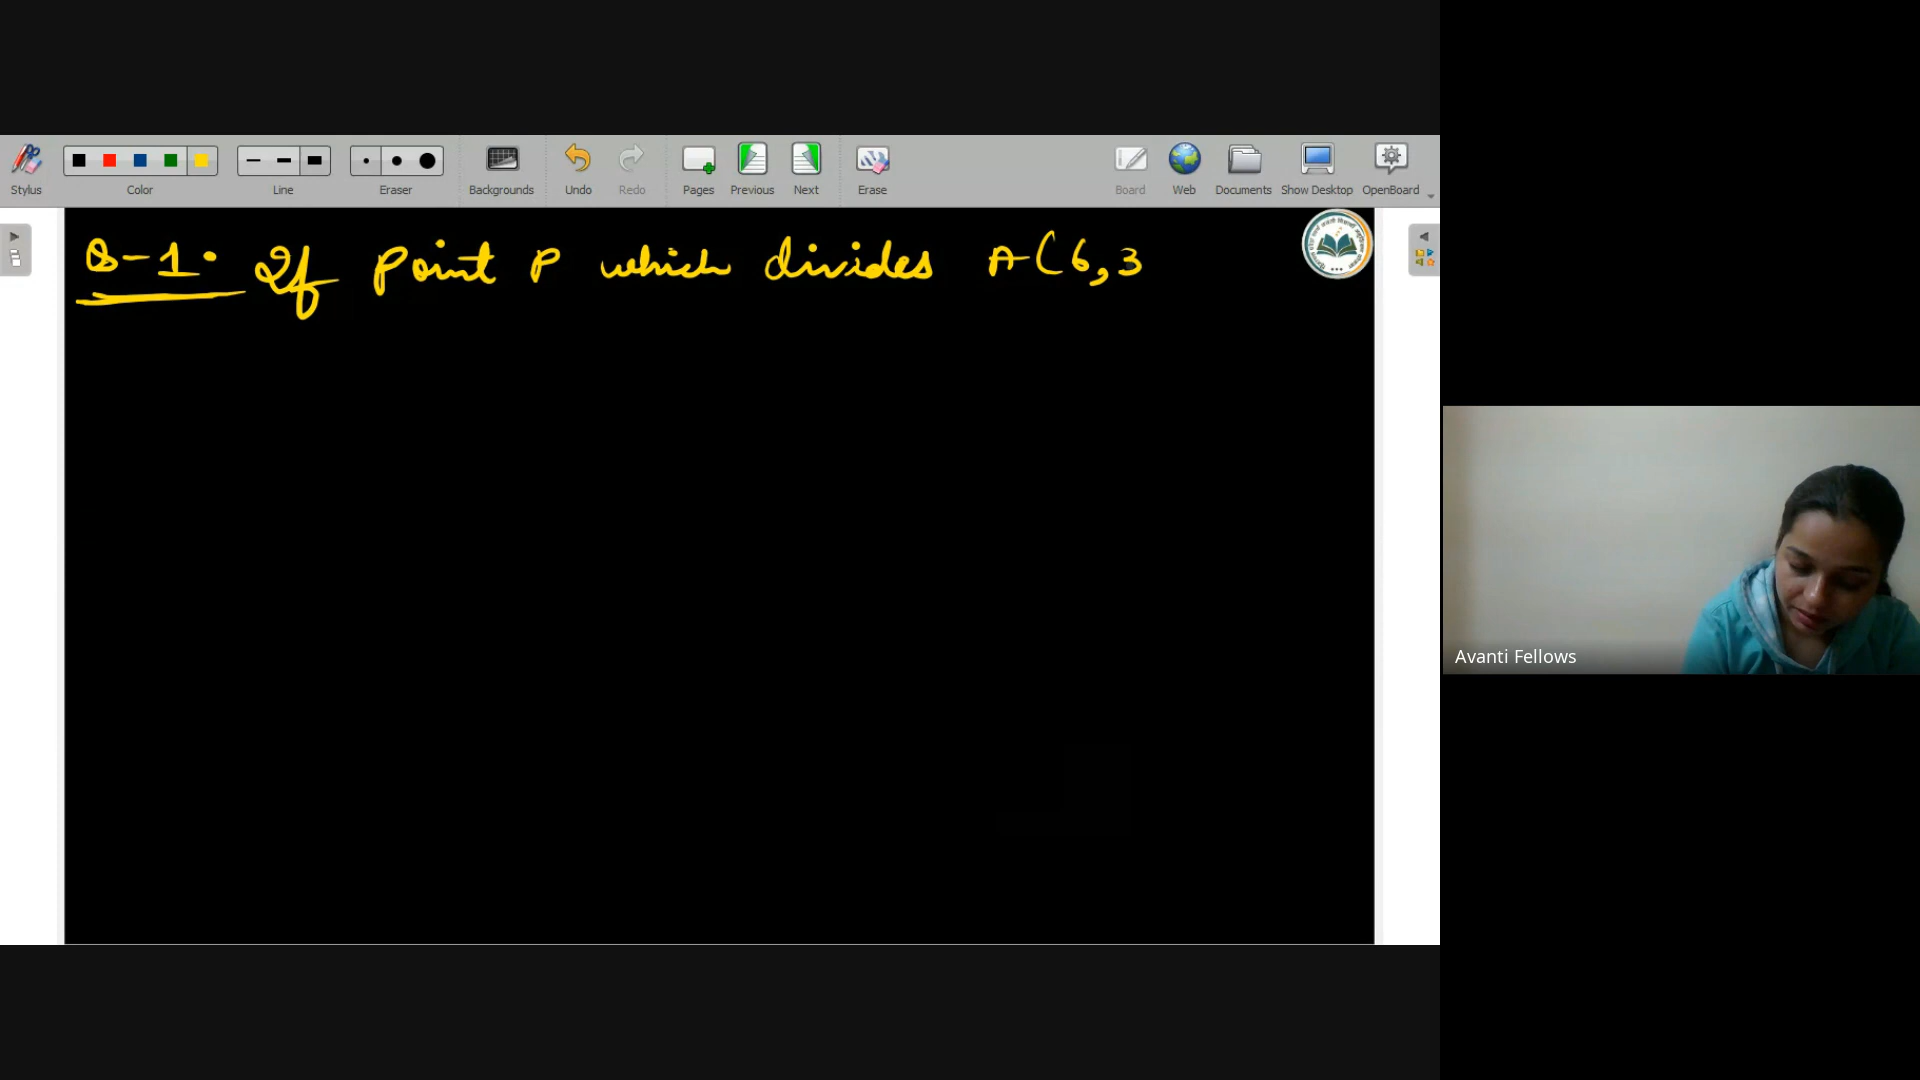 Stylus Color Line Eraser Backgrounds Undo Redo Pages Previous Next Erase Board Web Documents Show Desktop OpenBoard
Q-1. If point P which divides A(6,3
Avanti Fellows